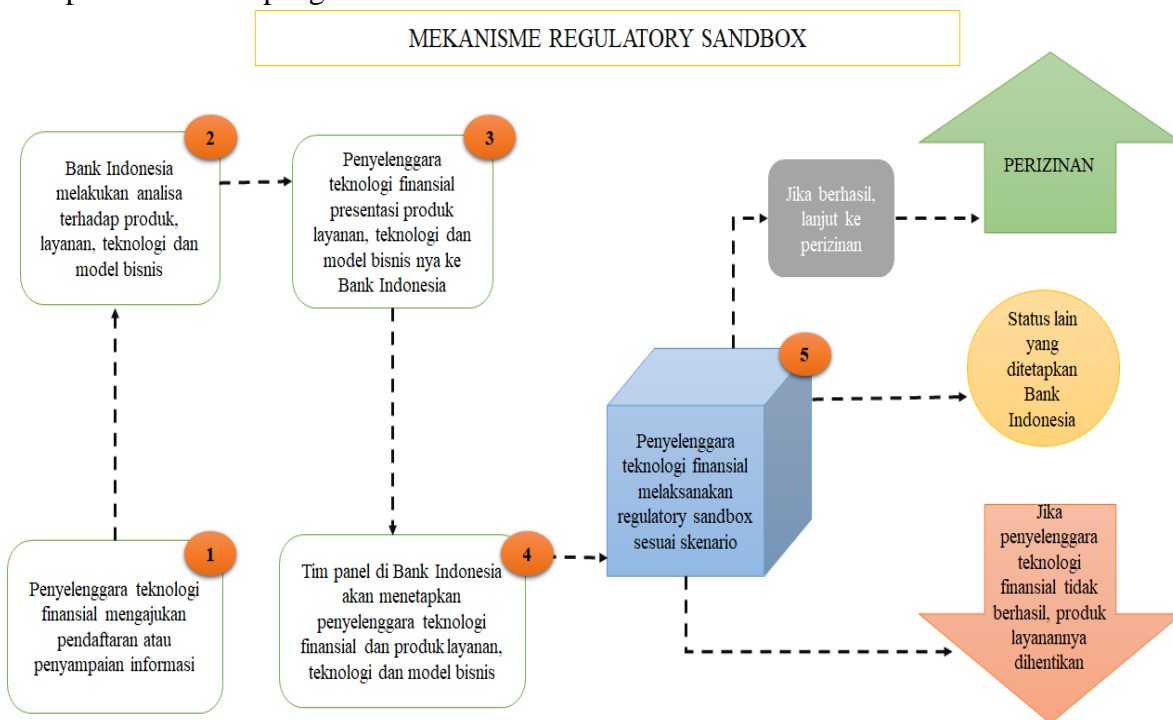 MEKANISME REGULATORY SANDBOX
1
Penyelenggara teknologi
finansial mengajukan
pendaftaran atau
penyampaian informasi
2
Bank Indonesia
melakukan analisa
terhadap produk,
layanan, teknologi dan
model bisnis
3
Penyelenggara
teknologi finansial
presentasi produk
layanan, teknologi dan
model bisnis nya ke
Bank Indonesia
4
Tim panel di Bank Indonesia
akan menetapkan
penyelenggara teknologi
finansial dan produk layanan,
teknologi dan model bisnis
5
Penyelenggara
teknologi finansial
melaksanakan
regulatory sandbox
sesuai skenario
Jika berhasil,
lanjut ke
perizinan
PERIZINAN
Status lain
yang
ditetapkan
Bank
Indonesia
Jika
penyelenggara
teknologi
finansial tidak
berhasil, produk
layanannya
dihentikan